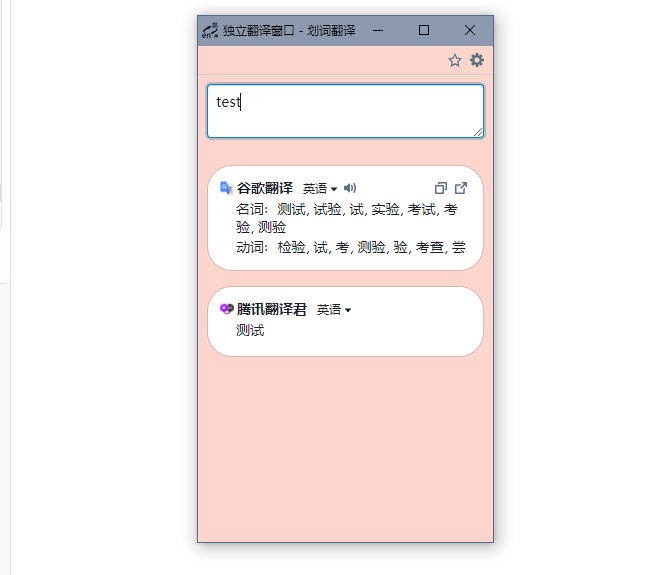 独立翻译窗口 - 划词翻译
test
谷歌翻译 英语
名词：测试, 试验, 试, 实验, 考试, 考
验, 测验
动词：检验, 试, 考, 测验, 验, 考查, 尝
腾讯翻译君 英语
测试